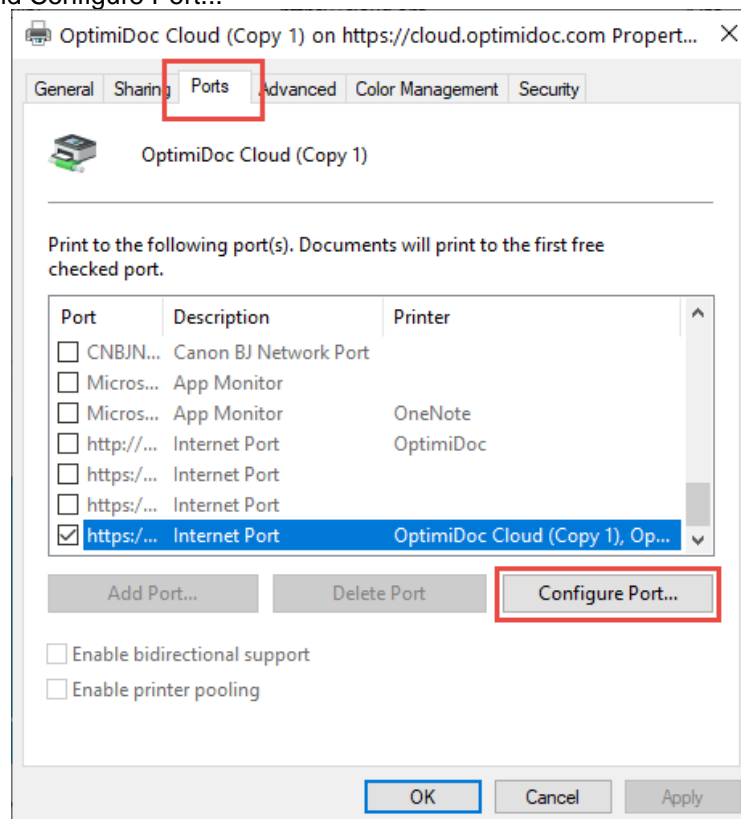 Configure Port...
OptimiDoc Cloud (Copy 1) on https://cloud.optimidoc.com Propert...
General Sharing Ports Advanced Color Management Security
OptimiDoc Cloud (Copy 1)
Print to the following port(s). Documents will print to the first free
checked port.
Port Description Printer
CNBJN... Canon BJ Network Port
Micros... App Monitor
Micros... App Monitor OneNote
http://... Internet Port OptimiDoc
https:/... Internet Port
https:/... Internet Port
https:/... Internet Port OptimiDoc Cloud (Copy 1), Op...
Add Port... Delete Port Configure Port...
Enable bidirectional support
Enable printer pooling
OK Cancel Apply